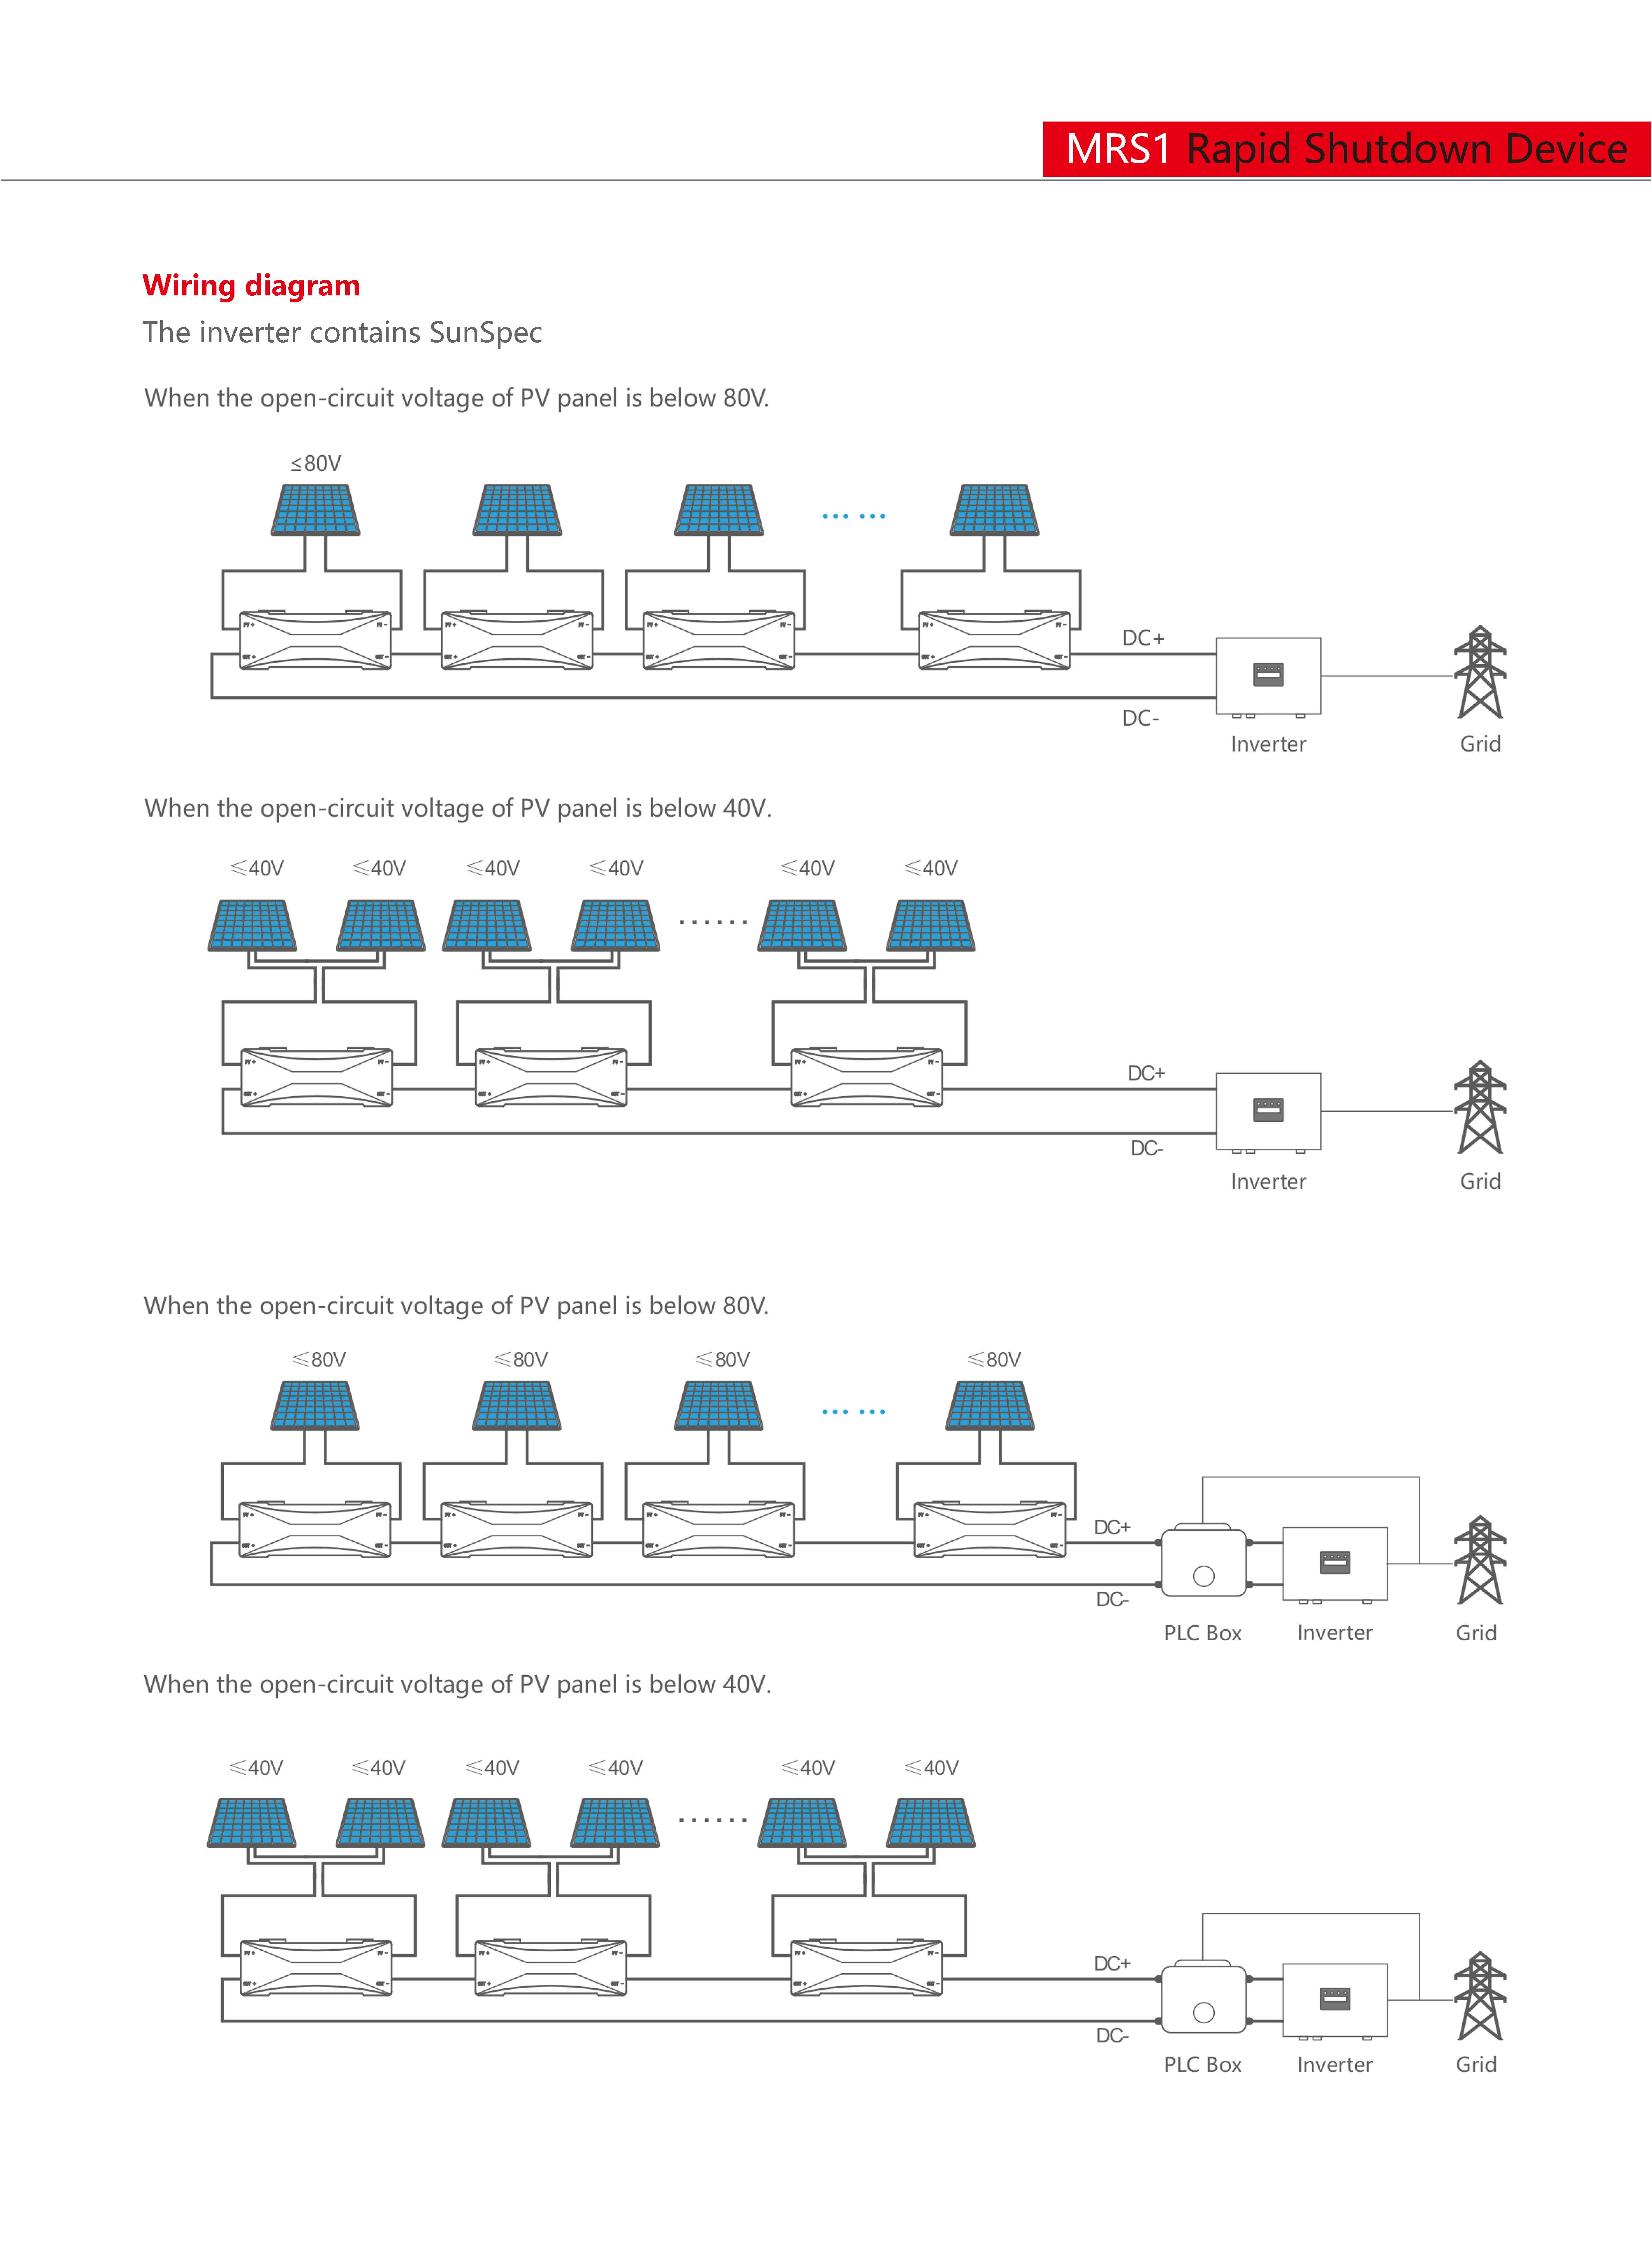 MRS1 Rapid Shutdown Device
Wiring diagram
The inverter contains SunSpec
When the open-circuit voltage of PV panel is below 80V.
≤80V
DC+
DC-
Inverter
Grid
When the open-circuit voltage of PV panel is below 40V.
≤40V ≤40V ≤40V ≤40V ≤40V ≤40V
DC+
DC-
Inverter
Grid
When the open-circuit voltage of PV panel is below 80V.
≤80V ≤80V ≤80V ≤80V
DC+
DC-
PLC Box
Inverter
Grid
When the open-circuit voltage of PV panel is below 40V.
≤40V ≤40V ≤40V ≤40V ≤40V ≤40V
DC+
DC-
PLC Box
Inverter
Grid